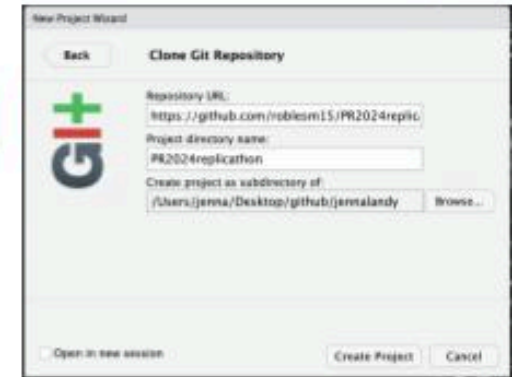 New Project Wizard
Back
Clone Git Repository
GIt
Repository URL:
https://github.com/roblesm15/PR2024replic
Project directory name:
PR2024replicathon
Create project as subdirectory of:
/Users/jenna/Desktop/github/jennalandy
Browse...
Open in new session
Create Project
Cancel